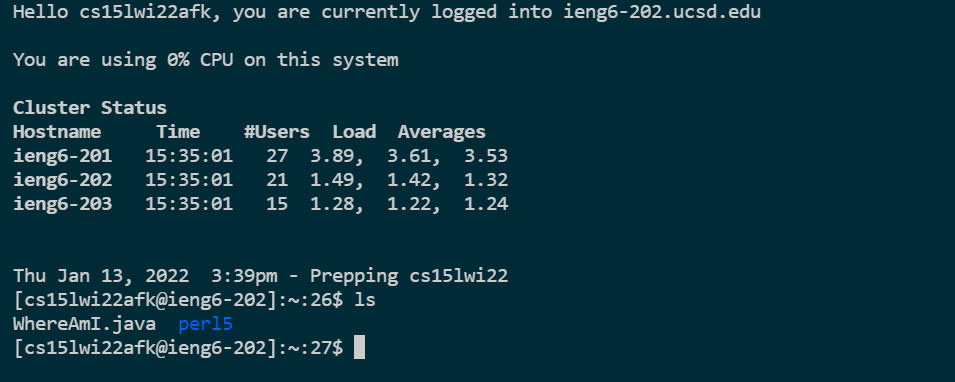 Hello cs15lwi22afk, you are currently logged into ieng6-202.ucsd.edu
You are using 0% CPU on this system
Cluster Status
Hostname     Time    #Users  Load  Averages
ieng6-201   15:35:01   27  3.89,  3.61,  3.53
ieng6-202   15:35:01   21  1.49,  1.42,  1.32
ieng6-203   15:35:01   15  1.28,  1.22,  1.24
Thu Jan 13, 2022  3:39pm - Prepping cs15lwi22
[cs15lwi22afk@ieng6-202]:~:26$ ls
WhereAmI.java  perl5
[cs15lwi22afk@ieng6-202]:~:27$